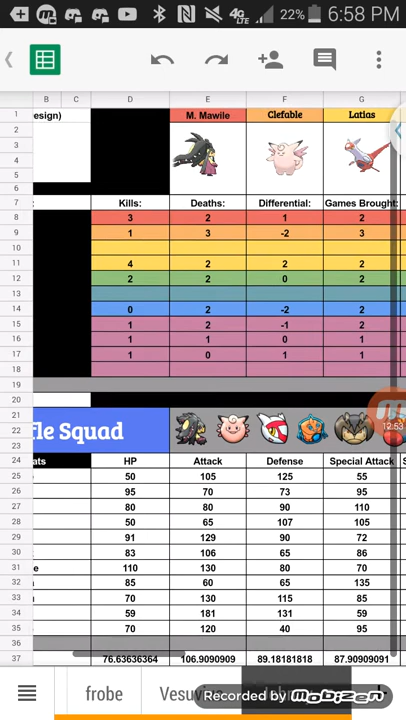 4G LTE 22% 6:58 PM
B C D E F G
1 esign) M. Mawile Clefable Latias
2
3
4
5
6
7 Kills: Deaths: Differential: Games Brought:
8 3 2 1 2
9 1 3 -2 3
10
11 4 2 2 2
12 2 2 0 2
13
14 0 2 -2 2
15 1 2 -1 2
16 1 1 0 1
17 1 0 1 1
18
19
20
12:53
21
22 fle Squad
23
24 ats HP Attack Defense Special Attack S
25 50 105 125 55
26 95 70 73 95
27 80 80 90 110
28 50 65 107 105
29 91 129 90 72
30 83 106 65 86
31 110 130 80 70
32 85 60 65 135
33 70 130 115 85
34 59 181 131 59
35 70 120 40 95
36
37 76.63636364 106.9090909 89.18181818 87.90909091
frobe Vesuvi
Recorded by Mobizen